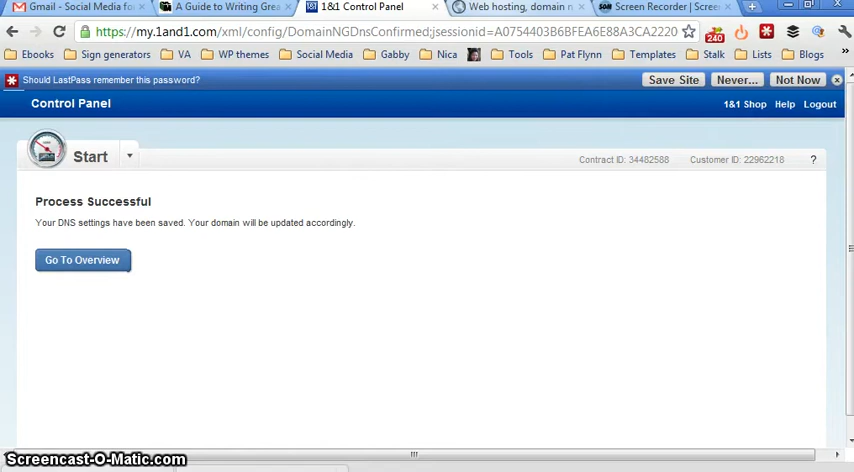 Gmail - Social Media fo
A Guide to Writing Grea
1&1 Control Panel
Web hosting, domain n
Screen Recorder | Screen
https://my.1and1.com/xml/config/DomainNGDnsConfirmed;jsessionid=A0754403B6BFEA6E88A3CA2220
240
Ebooks
Sign generators
VA
WP themes
Social Media
Gabby
Nica
Tools
Pat Flynn
Templates
Stalk
Lists
Blogs
Should LastPass remember this password?
Save Site
Never...
Not Now
Control Panel
1&1 Shop
Help
Logout
Start
Contract ID: 34482588
Customer ID: 22962218
?
Process Successful
Your DNS settings have been saved. Your domain will be updated accordingly.
Go To Overview
Screencast-O-Matic.com